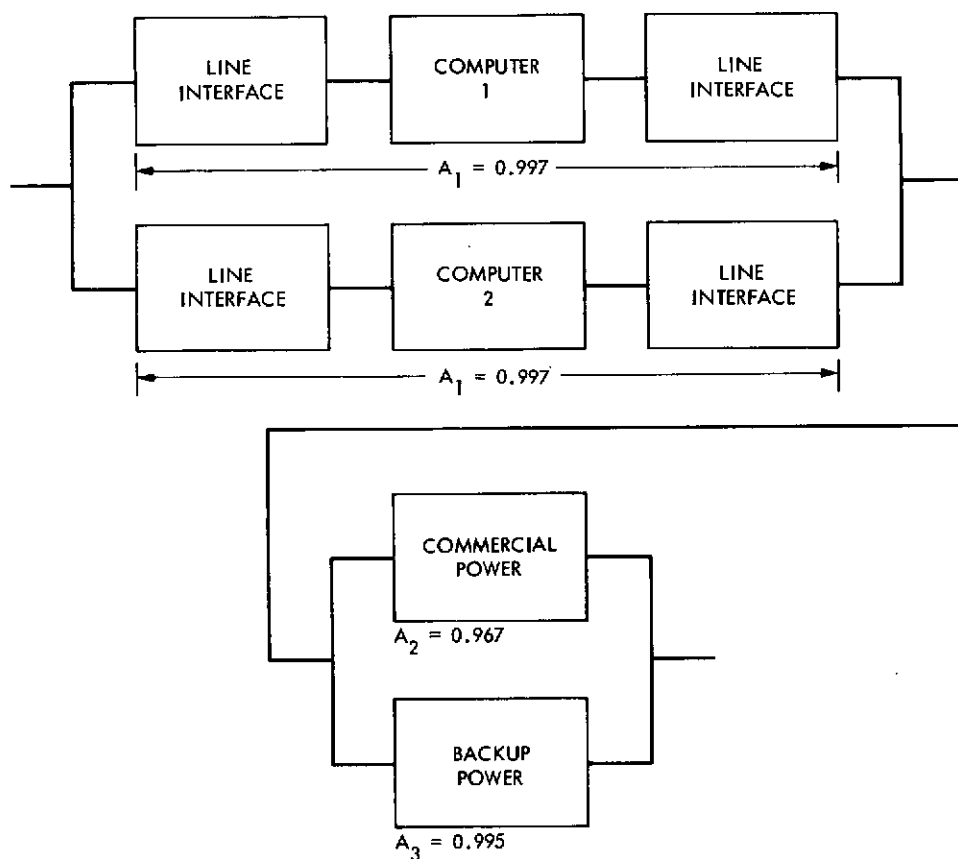 LINE INTERFACE
COMPUTER 1
LINE INTERFACE
A1 = 0.997
LINE INTERFACE
COMPUTER 2
LINE INTERFACE
A1 = 0.997
COMMERCIAL POWER
A2 = 0.967
BACKUP POWER
A3 = 0.995